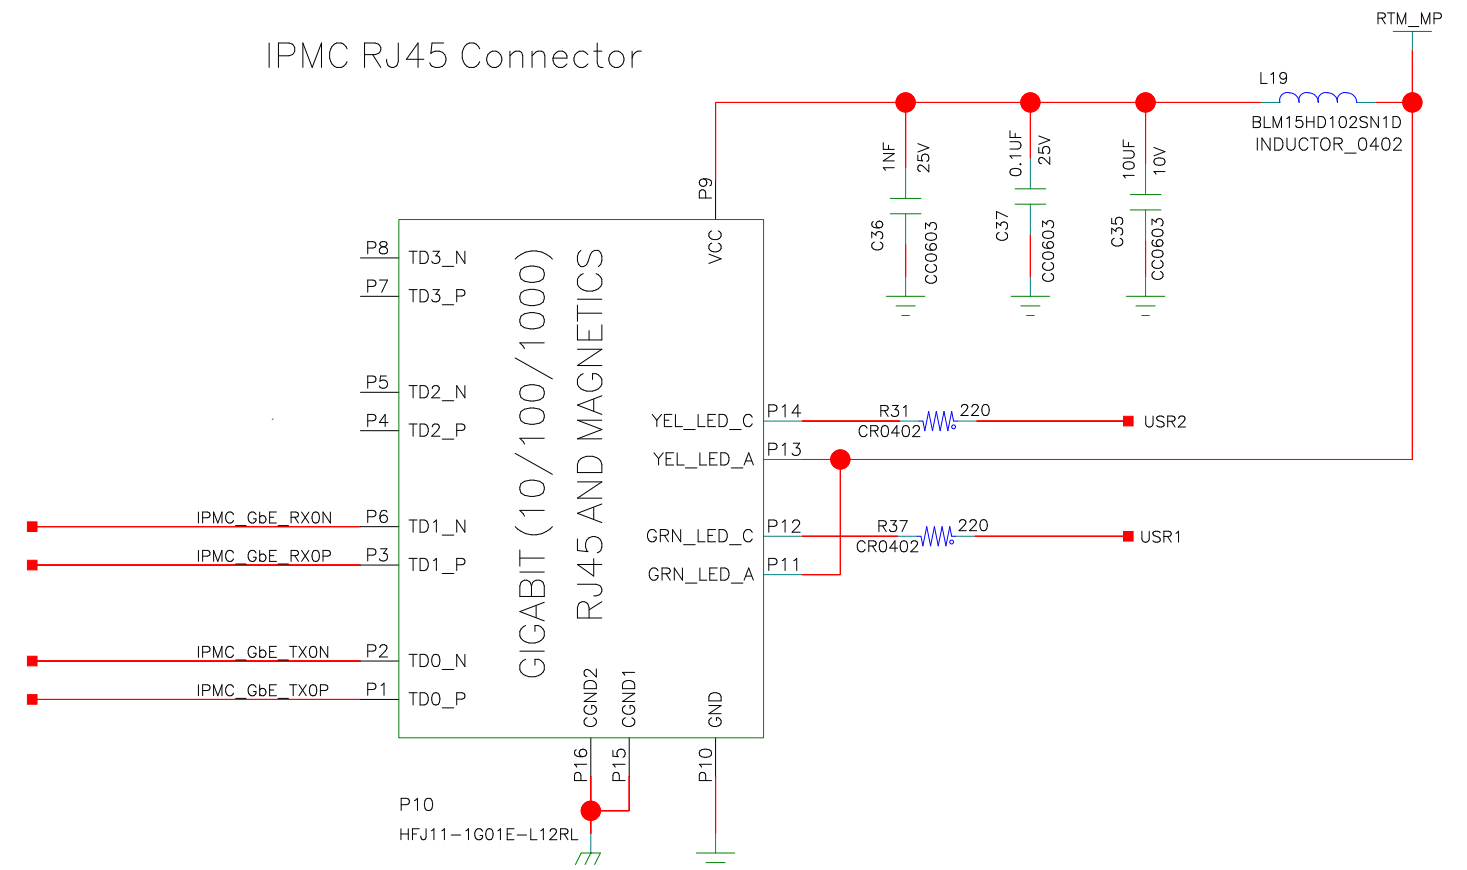 RTM_MP
IPMC RJ45 Connector
L19
BLM15HD102SN1D
INDUCTOR_0402
1NF
25V
C36
CC0603
0.1UF
25V
C37
CC0603
10UF
10V
C35
CC0603
P9
VCC
P8
TD3_N
P7
TD3_P
P5
TD2_N
P4
TD2_P
GIGABIT (10/100/1000)
RJ45 AND MAGNETICS
YEL_LED_C
P14
R31
220
CR0402
USR2
YEL_LED_A
P13
IPMC_GbE_RX0N
P6
TD1_N
IPMC_GbE_RX0P
P3
TD1_P
GRN_LED_C
P12
R37
220
CR0402
USR1
GRN_LED_A
P11
IPMC_GbE_TX0N
P2
TD0_N
IPMC_GbE_TX0P
P1
TD0_P
CGND2
CGND1
GND
P16
P15
P10
P10
HFJ11-1G01E-L12RL